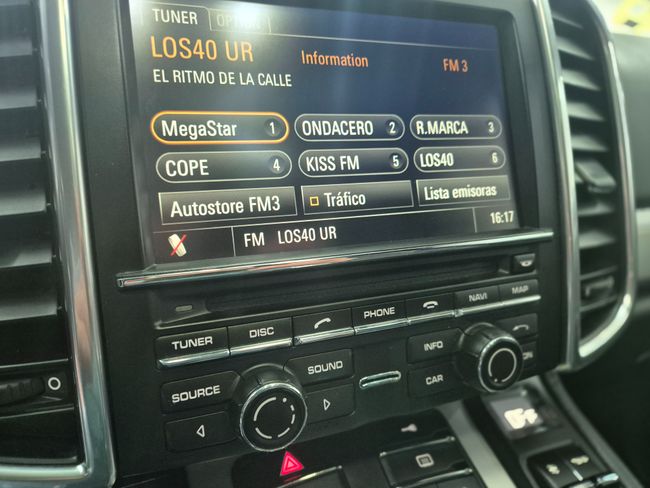 TUNER OPTION
LOS40 UR Information FM 3
EL RITMO DE LA CALLE
MegaStar 1 ONDACERO 2 R.MARCA 3
COPE 4 KISS FM 5 LOS40 6
Autostore FM3 Tráfico Lista emisoras
FM LOS40 UR 16:17
TUNER DISC PHONE NAVI MAP
SOURCE SOUND INFO
CAR